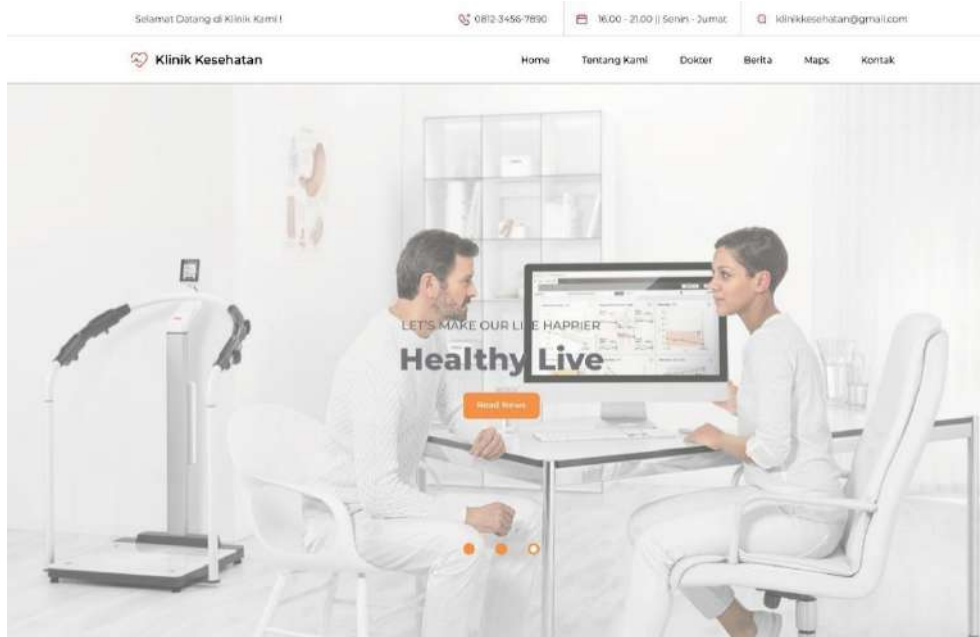 Selamat Datang di Klinik Kami !
0812-3456-7890
16.00 - 21.00 || Senin - Jumat
klinikkesehatan@gmail.com
Klinik Kesehatan
Home
Tentang Kami
Dokter
Berita
Maps
Kontak
LET'S MAKE OUR LIFE HAPPIER
Healthy Live
Read News